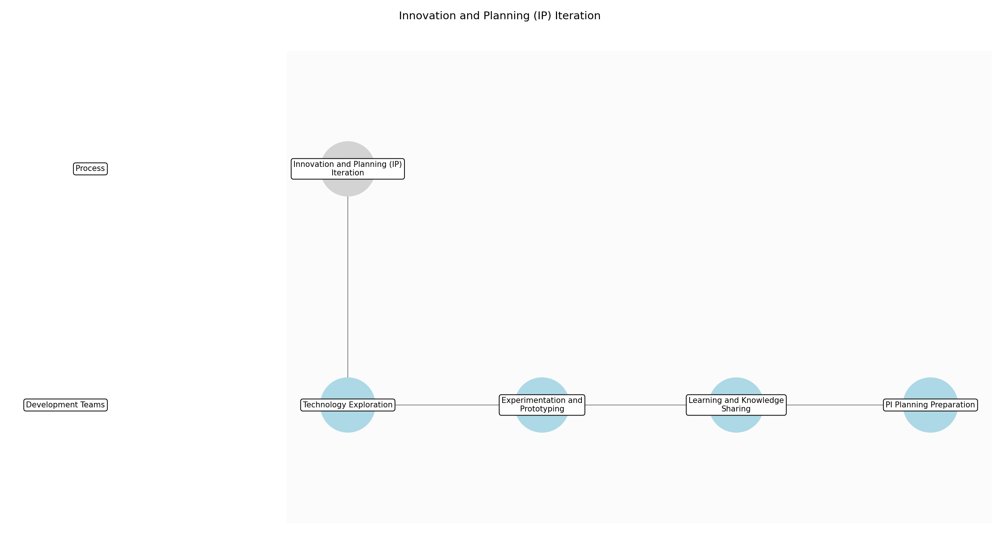 Innovation and Planning (IP) Iteration
Process
Innovation and Planning (IP)
Iteration
Development Teams
Technology Exploration
Experimentation and
Prototyping
Learning and Knowledge
Sharing
PI Planning Preparation